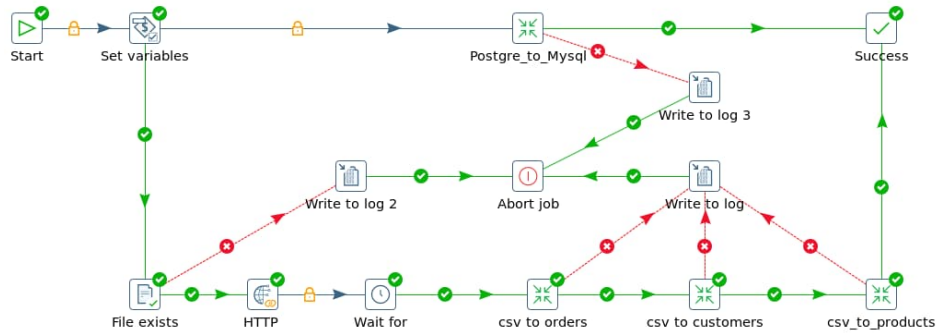 Start
Set variables
Postgre_to_Mysql
Success
Write to log 3
Write to log 2
Abort job
Write to log
File exists
HTTP
Wait for
csv to orders
csv to customers
csv_to_products